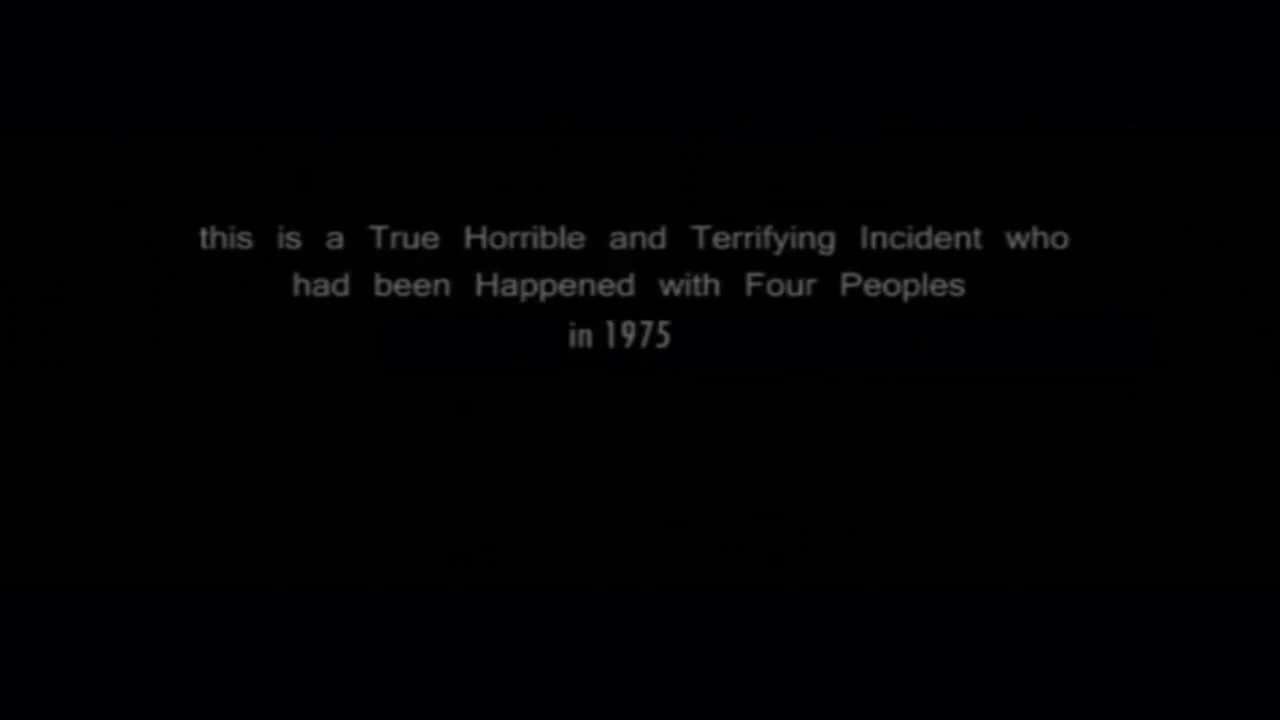 this is a True Horrible and Terrifying Incident who
had been Happened with Four Peoples
in 1975